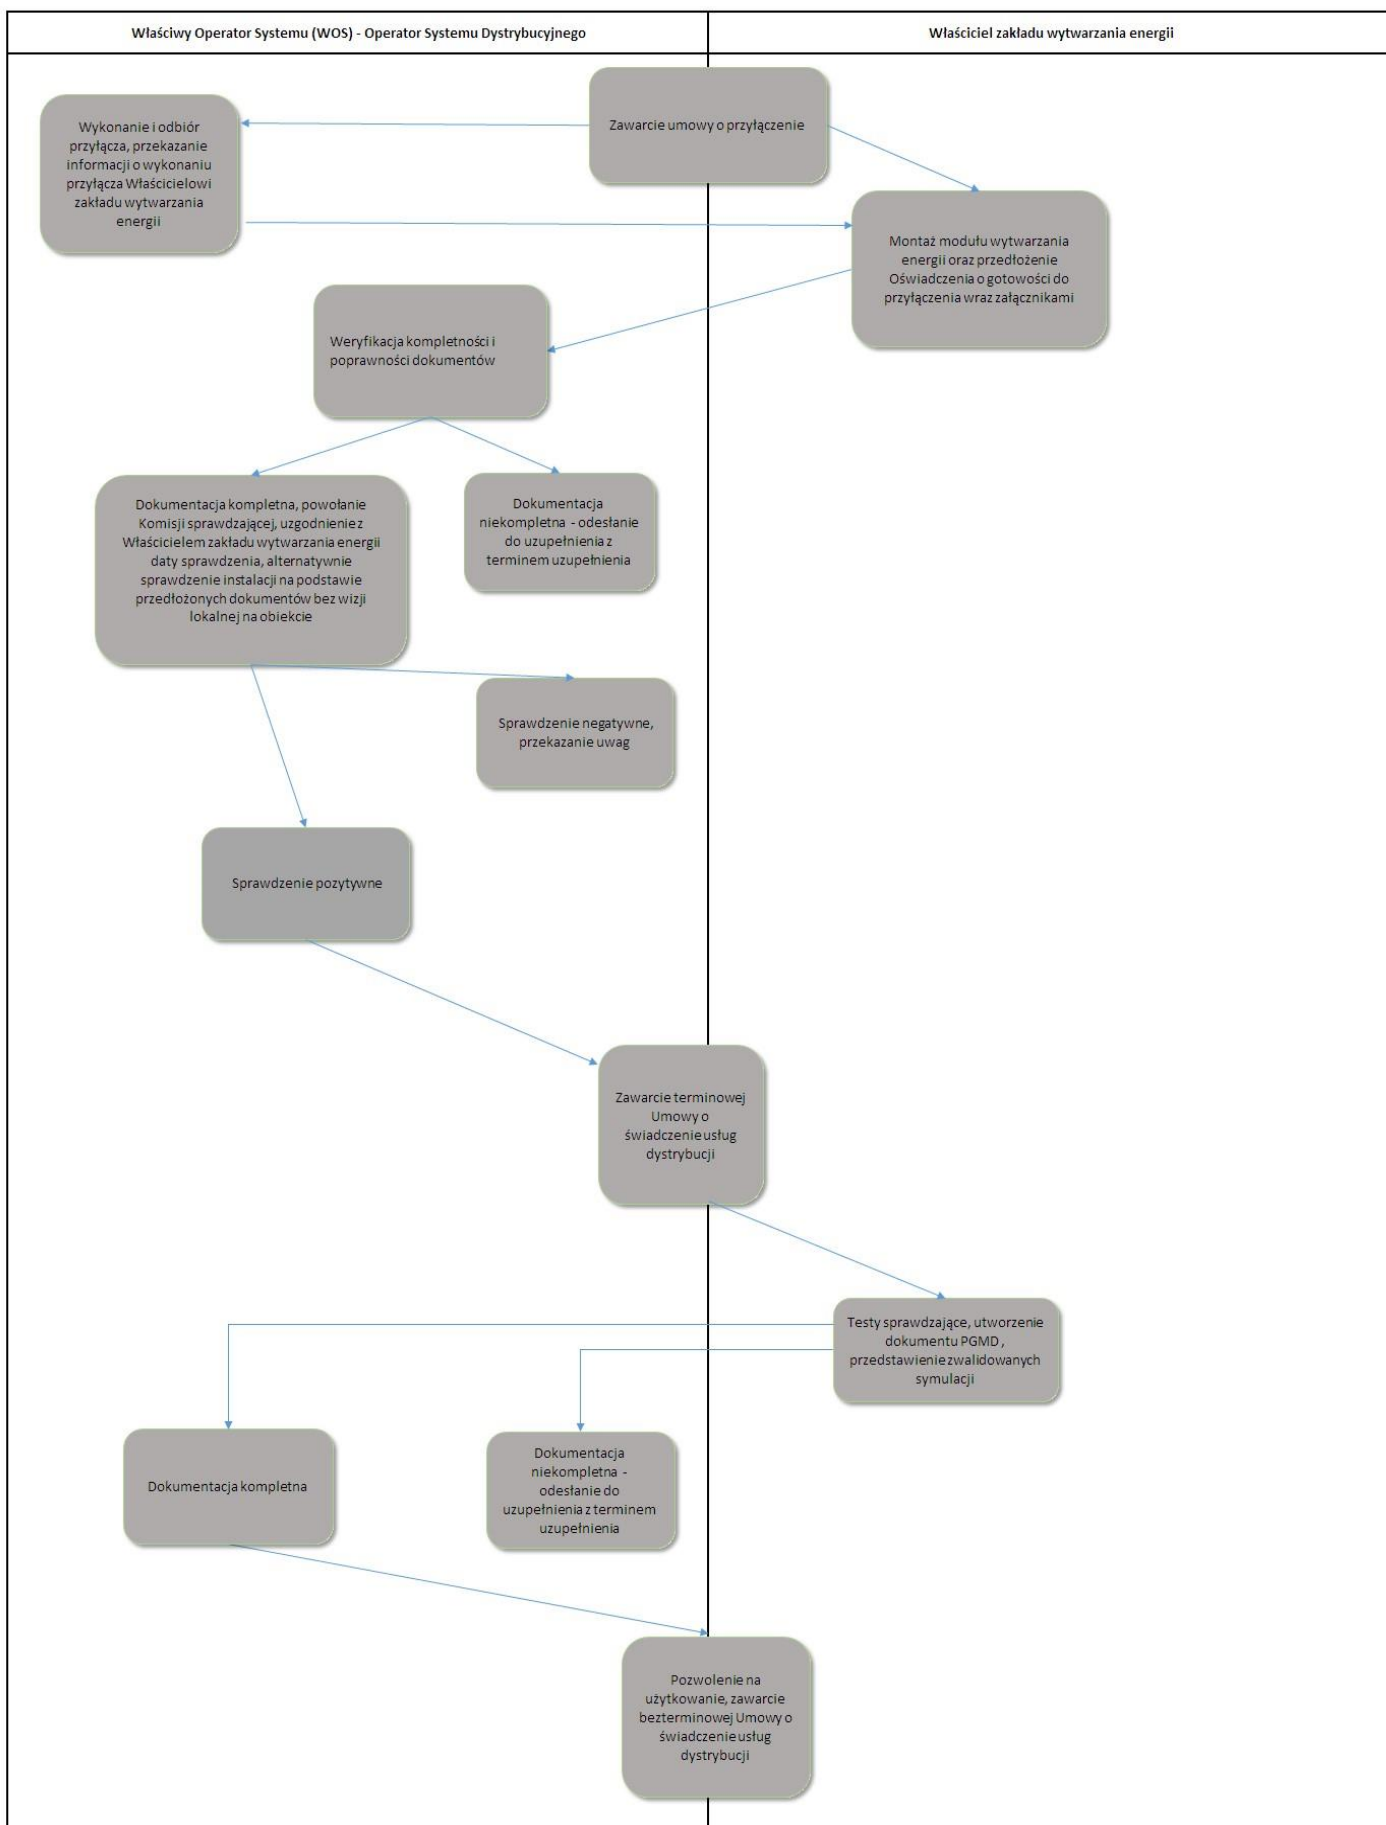 Właściwy Operator Systemu (WOS) - Operator Systemu Dystrybucyjnego
Właściciel zakładu wytwarzania energii
Zawarcie umowy o przyłączenie
Wykonanie i odbiór
przyłącza, przekazanie
informacji o wykonaniu
przyłącza Właścicielowi
zakładu wytwarzania
energii
Montaż modułu wytwarzania
energii oraz przedłożenie
Oświadczenia o gotowości do
przyłączenia wraz załącznikami
Weryfikacja kompletności i
poprawności dokumentów
Dokumentacja kompletna, powołanie
Komisji sprawdzającej, uzgodnienie z
Właścicielem zakładu wytwarzania energii
daty sprawdzenia, alternatywnie
sprawdzenie instalacji na podstawie
przedłożonych dokumentów bez wizji
lokalnej na obiekcie
Dokumentacja
niekompletna - odesłanie
do uzupełnienia z
terminem uzupełnienia
Sprawdzenie negatywne,
przekazanie uwag
Sprawdzenie pozytywne
Zawarcie terminowej
Umowy o
świadczenie usług
dystrybucji
Testy sprawdzające, utworzenie
dokumentu PGMD ,
przedstawienie zwalidowanych
symulacji
Dokumentacja kompletna
Dokumentacja
niekompletna -
odesłanie do
uzupełnienia z terminem
uzupełnienia
Pozwolenie na
użytkowanie, zawarcie
bezterminowej Umowy o
świadczenie usług
dystrybucji